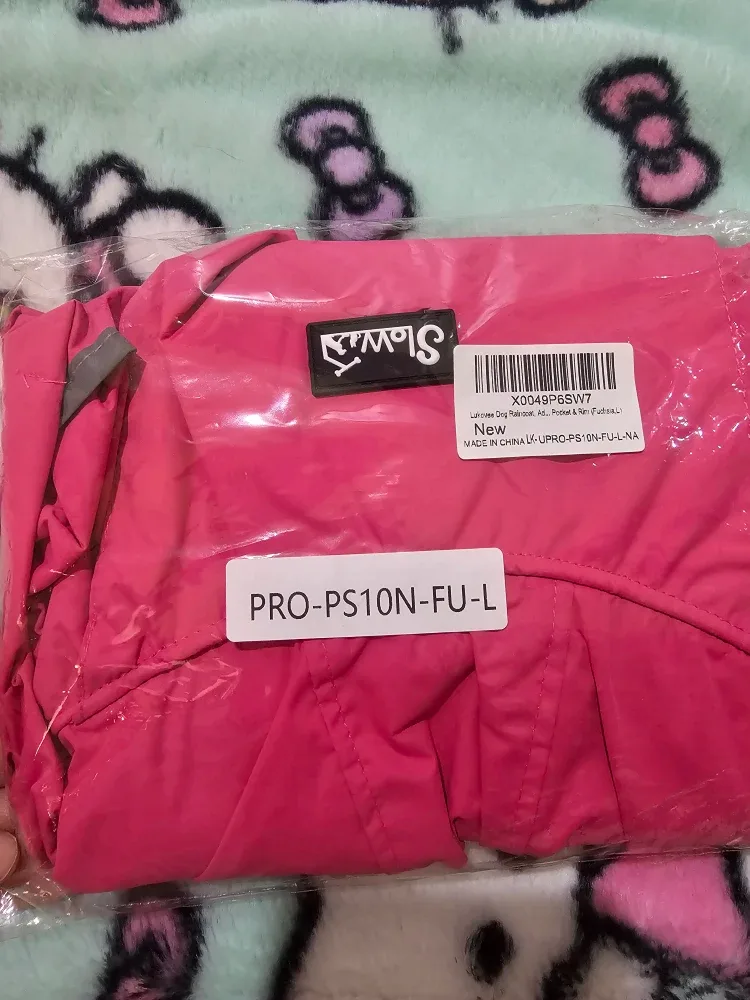 Slowton
X0049P6SW7
Lukovee Dog Raincoat, Ad... Pocket & Rim (Fuchsia,L)
New
MADE IN CHINA LK-UPRO-PS10N-FU-L-NA
PRO-PS10N-FU-L